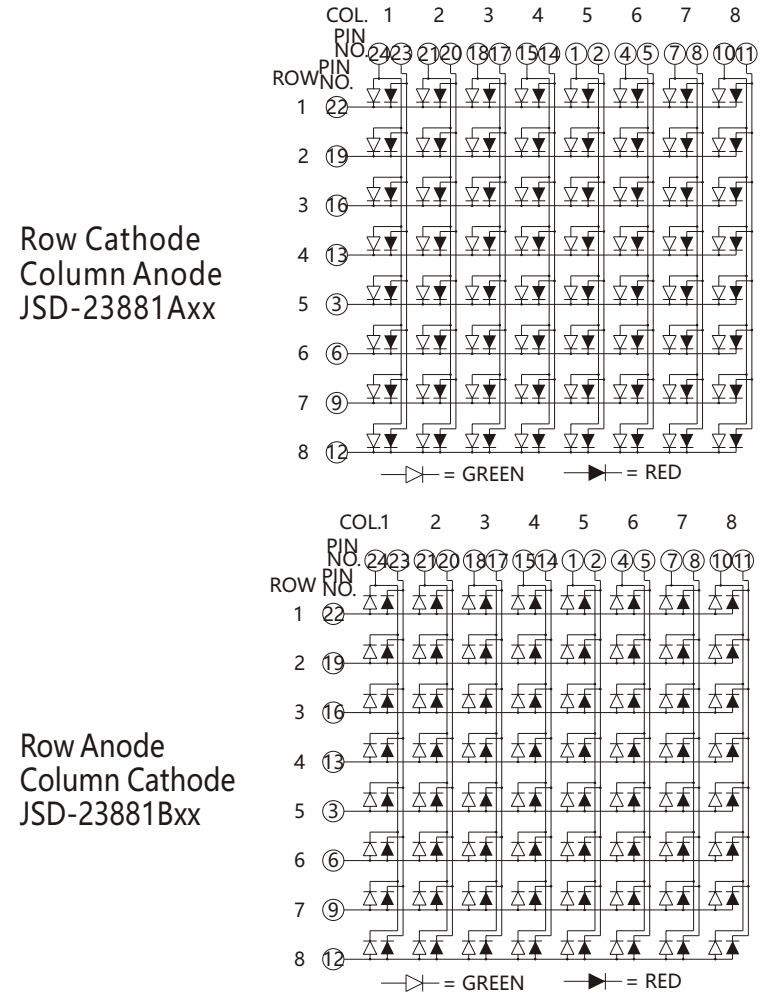 COL. 1 2 3 4 5 6 7 8
PIN
NO. 24 23 21 20 18 17 15 14 1 2 4 5 7 8 10 11
ROW PIN
NO.
1 22
2 19
3 16
Row Cathode
4 13
Column Anode
JSD-23881Axx
5 3
6 6
7 9
8 12
= GREEN = RED
COL.1 2 3 4 5 6 7 8
PIN
NO. 24 23 21 20 18 17 15 14 1 2 4 5 7 8 10 11
ROW PIN
NO.
1 22
2 19
3 16
Row Anode
4 13
Column Cathode
5 3
JSD-23881Bxx
6 6
7 9
8 12
= GREEN = RED